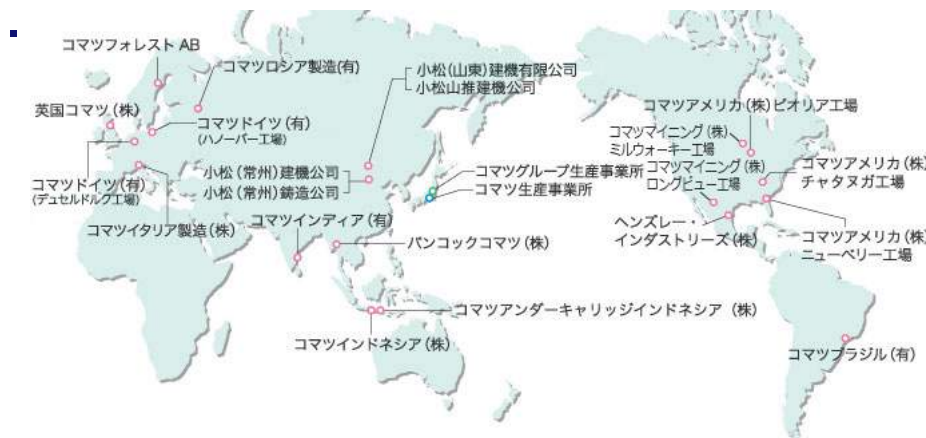 コマツフォレスト AB
コマツロシア製造(有)
小松(山東)建機有限公司
小松山推建機公司
英国コマツ(株)
コマツドイツ(有)
(ハノーバー工場)
コマツアメリカ(株)ピオリア工場
コマツマイニング(株)
ミルウォーキー工場
コマツマイニング(株)
ロングビュー工場
コマツアメリカ(株)
チャタヌガ工場
小松(常州)建機公司
小松(常州)鋳造公司
コマツグループ生産事業所
コマツ生産事業所
コマツドイツ(有)
(デュセルドルフ工場)
コマツイタリア製造(株)
コマツインディア(有)
バンコックコマツ(株)
ヘンズレー・
インダストリーズ(株)
コマツアメリカ(株)
ニューベリー工場
コマツアンダーキャリッジインドネシア(株)
コマツインドネシア(株)
コマツブラジル(有)